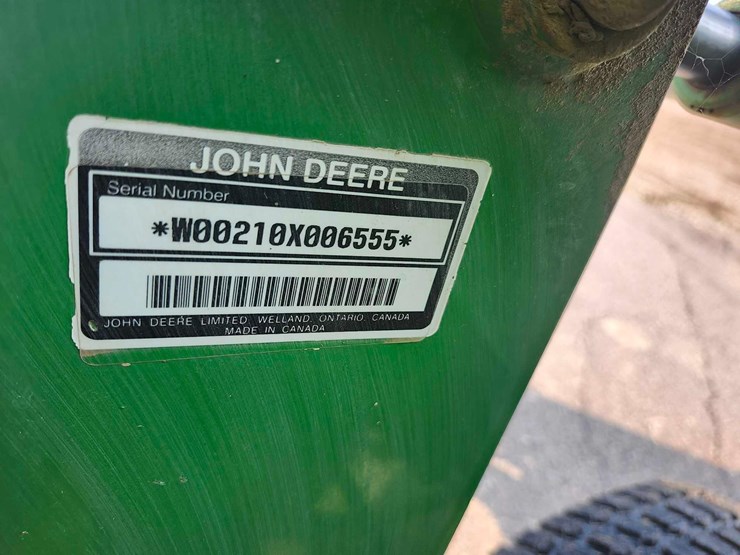 JOHN DEERE
Serial Number
*W00210X006555*
JOHN DEERE LIMITED, WELLAND, ONTARIO, CANADA
MADE IN CANADA